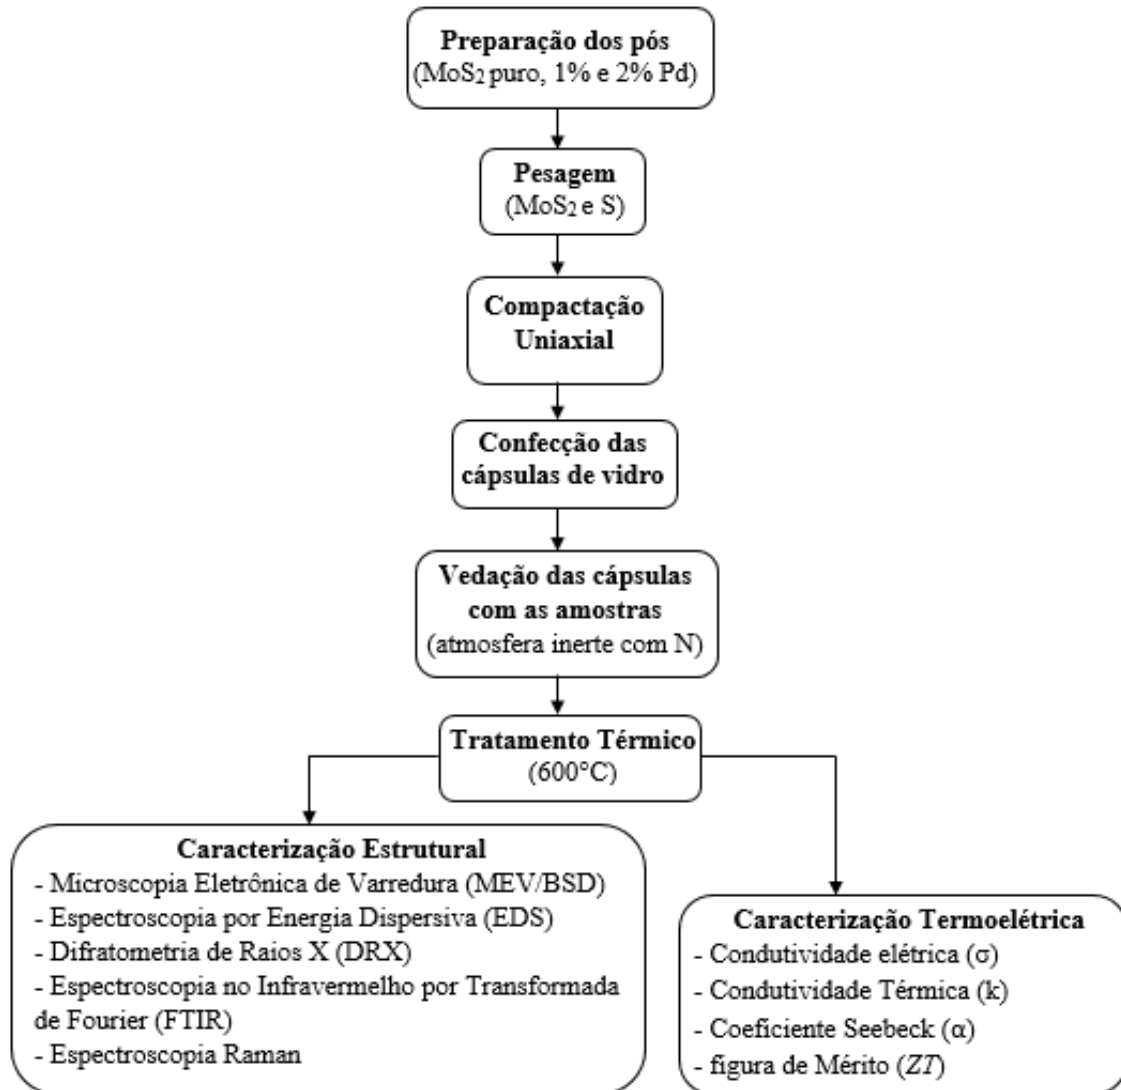 Preparação dos pós
(MoS₂ puro, 1% e 2% Pd)
Pesagem
(MoS₂ e S)
Compactação
Uniaxial
Confecção das
cápsulas de vidro
Vedação das cápsulas
com as amostras
(atmosfera inerte com N)
Tratamento Térmico
(600°C)
Caracterização Estrutural
- Microscopia Eletrônica de Varredura (MEV/BSD)
- Espectroscopia por Energia Dispersiva (EDS)
- Difratometria de Raios X (DRX)
- Espectroscopia no Infravermelho por Transformada
de Fourier (FTIR)
- Espectroscopia Raman
Caracterização Termoelétrica
- Condutividade elétrica (σ)
- Condutividade Térmica (k)
- Coeficiente Seebeck (α)
- figura de Mérito (ZT)